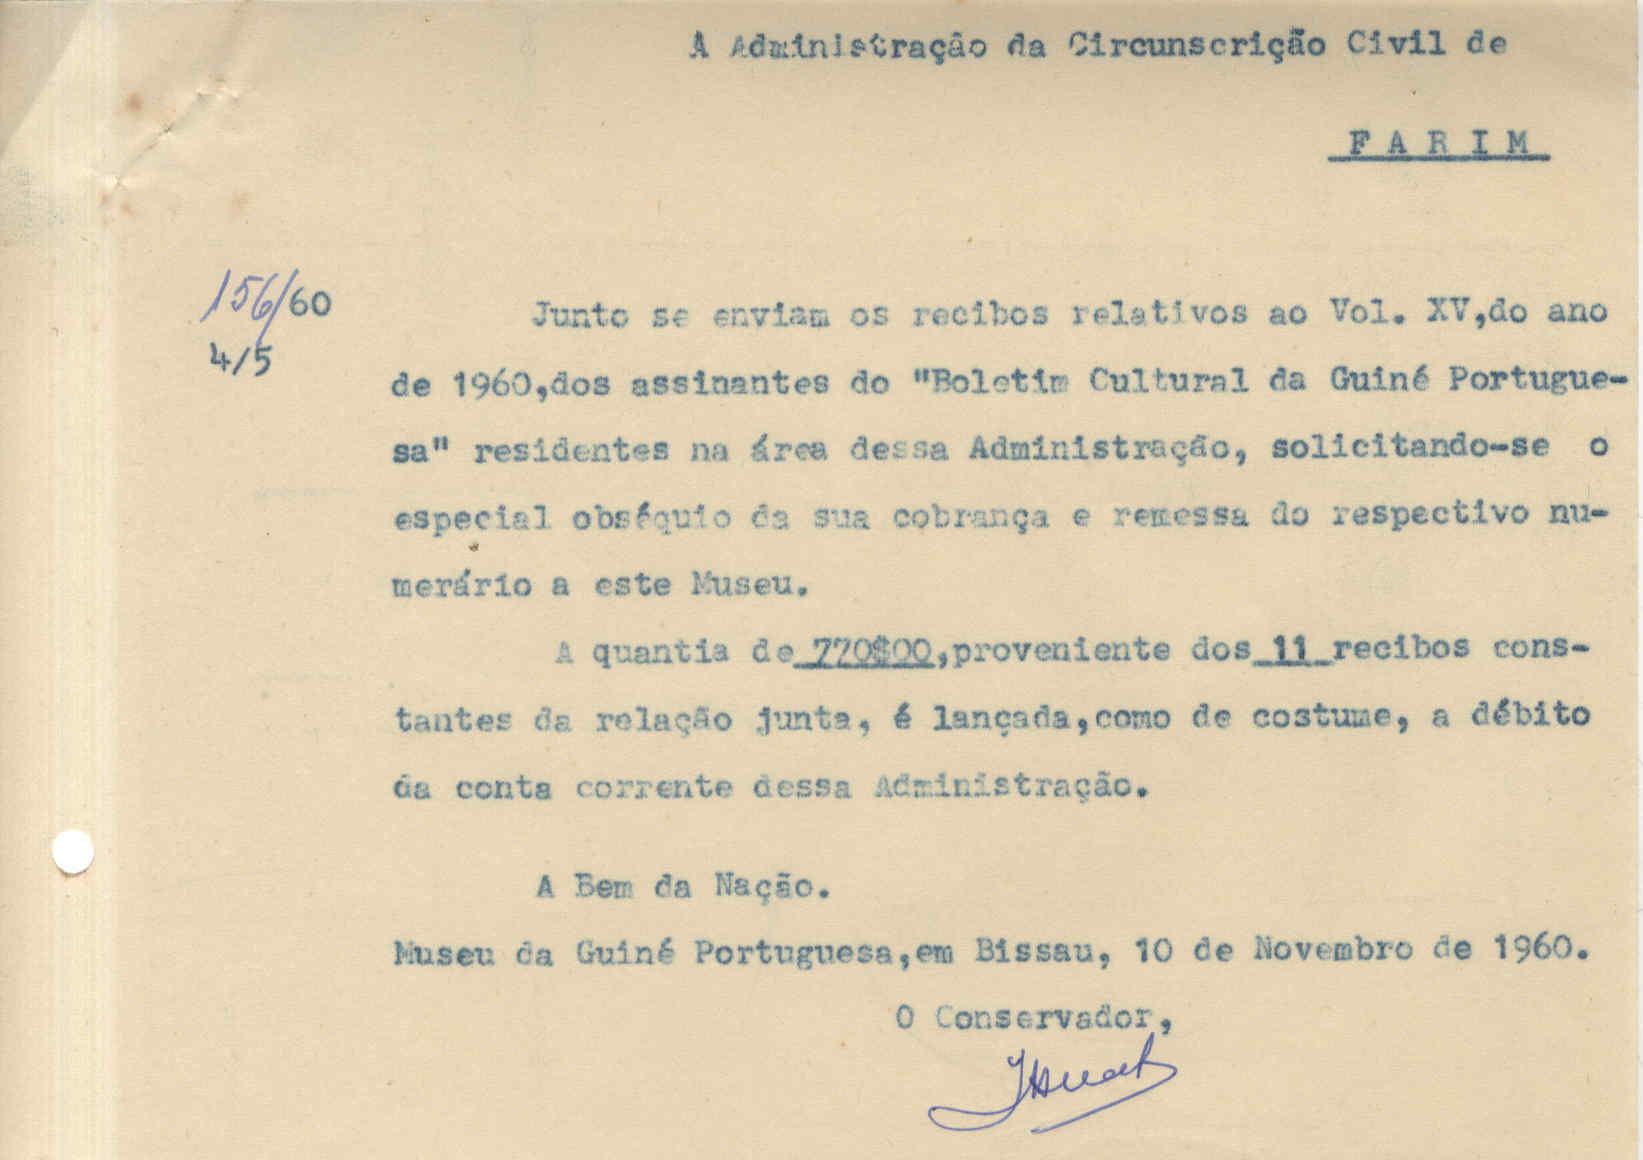 À Administração da Circunscrição Civil de
F A R I M
156/60
4/5
Junto se enviam os recibos relativos ao Vol. XV,do ano
de 1960,dos assinantes do "Boletim Cultural da Guiné Portugue-
sa" residentes na área dessa Administração, solicitando-se o
especial obséquio da sua cobrança e remessa do respectivo nu-
merário a este Museu.
A quantia de 770$00,proveniente dos 11 recibos cons-
tantes da relação junta, é lançada,como de costume, a débito
da conta corrente dessa Administração.
A Bem da Nação.
Museu da Guiné Portuguesa,em Bissau, 10 de Novembro de 1960.
O Conservador,